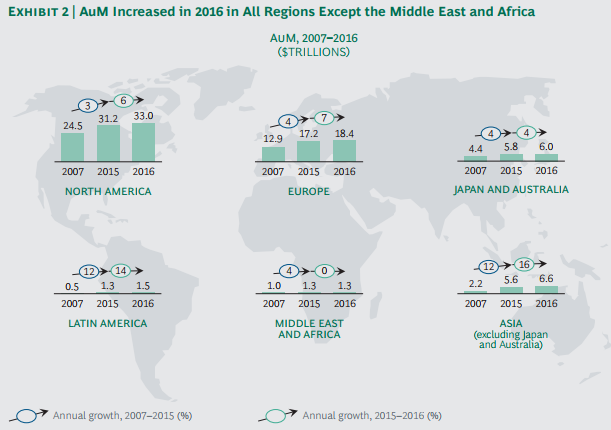 EXHIBIT 2 | AuM Increased in 2016 in All Regions Except the Middle East and Africa
AUM, 2007–2016
($TRILLIONS)
3 6
24.5 31.2 33.0
2007 2015 2016
NORTH AMERICA
4 7
12.9 17.2 18.4
2007 2015 2016
EUROPE
4 4
4.4 5.8 6.0
2007 2015 2016
JAPAN AND AUSTRALIA
12 14
0.5 1.3 1.5
2007 2015 2016
LATIN AMERICA
4 0
1.0 1.3 1.3
2007 2015 2016
MIDDLE EAST
AND AFRICA
12 16
2.2 5.6 6.6
2007 2015 2016
ASIA
(excluding Japan
and Australia)
Annual growth, 2007–2015 (%) Annual growth, 2015–2016 (%)